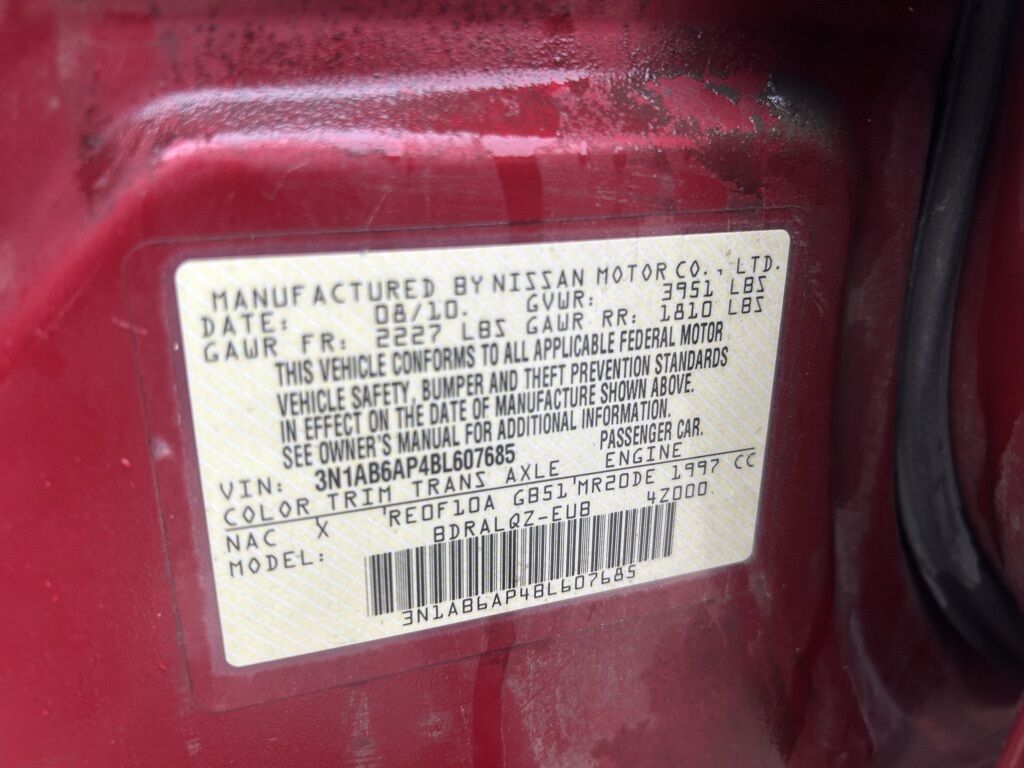 MANUFACTURED BY NISSAN MOTOR CO., LTD.
DATE: 08/10. GVWR: 3951 LBS
GAWR FR: 2227 LBS GAWR RR: 1810 LBS
THIS VEHICLE CONFORMS TO ALL APPLICABLE FEDERAL MOTOR
VEHICLE SAFETY, BUMPER AND THEFT PREVENTION STANDARDS
IN EFFECT ON THE DATE OF MANUFACTURE SHOWN ABOVE.
SEE OWNER'S MANUAL FOR ADDITIONAL INFORMATION.
VIN: 3N1AB6AP4BL607685 PASSENGER CAR.
COLOR TRIM TRANS AXLE ENGINE
NAC X RE0F10A GB51 MR20DE 1997 CC
MODEL: BDRALQZ-EUB 4Z000
3N1AB6AP4BL607685